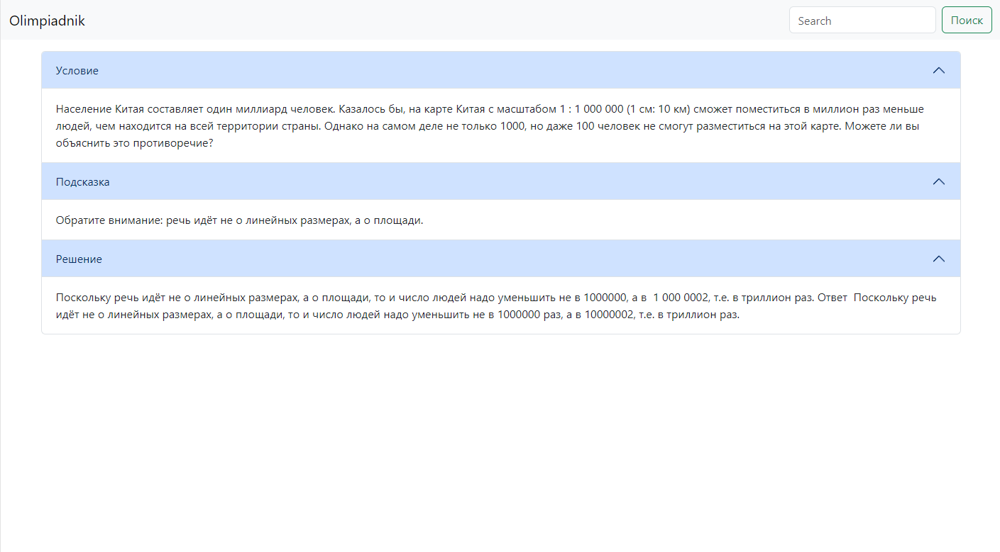 Olimpiadnik
Search
Поиск
Условие
Население Китая составляет один миллиард человек. Казалось бы, на карте Китая с масштабом 1 : 1 000 000 (1 см: 10 км) сможет поместиться в миллион раз меньше
людей, чем находится на всей территории страны. Однако на самом деле не только 1000, но даже 100 человек не смогут разместиться на этой карте. Можете ли вы
объяснить это противоречие?
Подсказка
Обратите внимание: речь идёт не о линейных размерах, а о площади.
Решение
Поскольку речь идёт не о линейных размерах, а о площади, то и число людей надо уменьшить не в 1000000, а в  1 000 0002, т.е. в триллион раз. Ответ  Поскольку речь
идёт не о линейных размерах, а о площади, то и число людей надо уменьшить не в 1000000 раз, а в 10000002, т.е. в триллион раз.